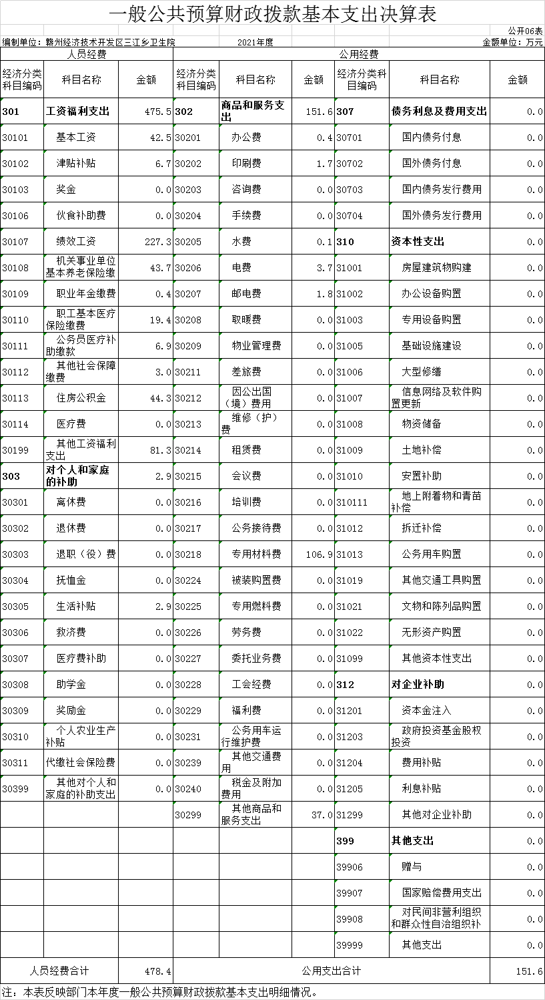 一般公共预算财政拨款基本支出决算表
公开06表
编制单位：赣州经济技术开发区三江乡卫生院 2021年度 金额单位：万元
人员经费 公用经费
经济分类科目编码 科目名称 金额 经济分类科目编码 科目名称 金额 经济分类科目编码 科目名称 金额
301 工资福利支出 475.5 302 商品和服务支出 151.6 307 债务利息及费用支出 0.0
30101 基本工资 42.5 30201 办公费 0.4 30701 国内债务付息 0.0
30102 津贴补贴 6.7 30202 印刷费 1.7 30702 国外债务付息 0.0
30103 奖金 0.0 30203 咨询费 0.0 30703 国内债务发行费用 0.0
30106 伙食补助费 0.0 30204 手续费 0.0 30704 国外债务发行费用 0.0
30107 绩效工资 227.3 30205 水费 0.1 310 资本性支出 0.0
30108 机关事业单位基本养老保险缴 43.7 30206 电费 3.7 31001 房屋建筑物购建 0.0
30109 职业年金缴费 0.4 30207 邮电费 1.8 31002 办公设备购置 0.0
30110 职工基本医疗保险缴费 19.4 30208 取暖费 0.0 31003 专用设备购置 0.0
30111 公务员医疗补助缴款 6.9 30209 物业管理费 0.0 31005 基础设施建设 0.0
30112 其他社会保障缴费 3.0 30211 差旅费 0.0 31006 大型修缮 0.0
30113 住房公积金 44.3 30212 因公出国（境）费用 0.0 31007 信息网络及软件购置更新 0.0
30114 医疗费 0.0 30213 维修（护）费 0.0 31008 物资储备 0.0
30199 其他工资福利支出 81.3 30214 租赁费 0.0 31009 土地补偿 0.0
303 对个人和家庭的补助 2.9 30215 会议费 0.0 31010 安置补助 0.0
30301 离休费 0.0 30216 培训费 0.0 310111 地上附着物和青苗补偿 0.0
30302 退休费 0.0 30217 公务接待费 0.0 31012 拆迁补偿 0.0
30303 退职（役）费 0.0 30218 专用材料费 106.9 31013 公务用车购置 0.0
30304 抚恤金 0.0 30224 被装购置费 0.0 31019 其他交通工具购置 0.0
30305 生活补贴 2.9 30225 专用燃料费 0.0 31021 文物和陈列品购置 0.0
30306 救济费 0.0 30226 劳务费 0.0 31022 无形资产购置 0.0
30307 医疗费补助 0.0 30227 委托业务费 0.0 31099 其他资本性支出 0.0
30308 助学金 0.0 30228 工会经费 0.0 312 对企业补助 0.0
30309 奖励金 0.0 30229 福利费 0.0 31201 资本金注入 0.0
30310 个人农业生产补贴 0.0 30231 公务用车运行维护费 0.0 31203 政府投资基金股权投资 0.0
30311 代缴社会保险费 0.0 30239 其他交通费用 0.0 31204 费用补贴 0.0
30399 其他对个人和家庭的补助支出 0.0 30240 税金及附加费用 0.0 31205 利息补贴 0.0
30299 其他商品和服务支出 37.0 31299 其他对企业补助 0.0
399 其他支出 0.0
39906 赠与 0.0
39907 国家赔偿费用支出 0.0
39908 对民间非营利组织和群众性自治组织补 0.0
39999 其他支出 0.0
人员经费合计 478.4 公用支出合计 151.6
注：本表反映部门本年度一般公共预算财政拨款基本支出明细情况。